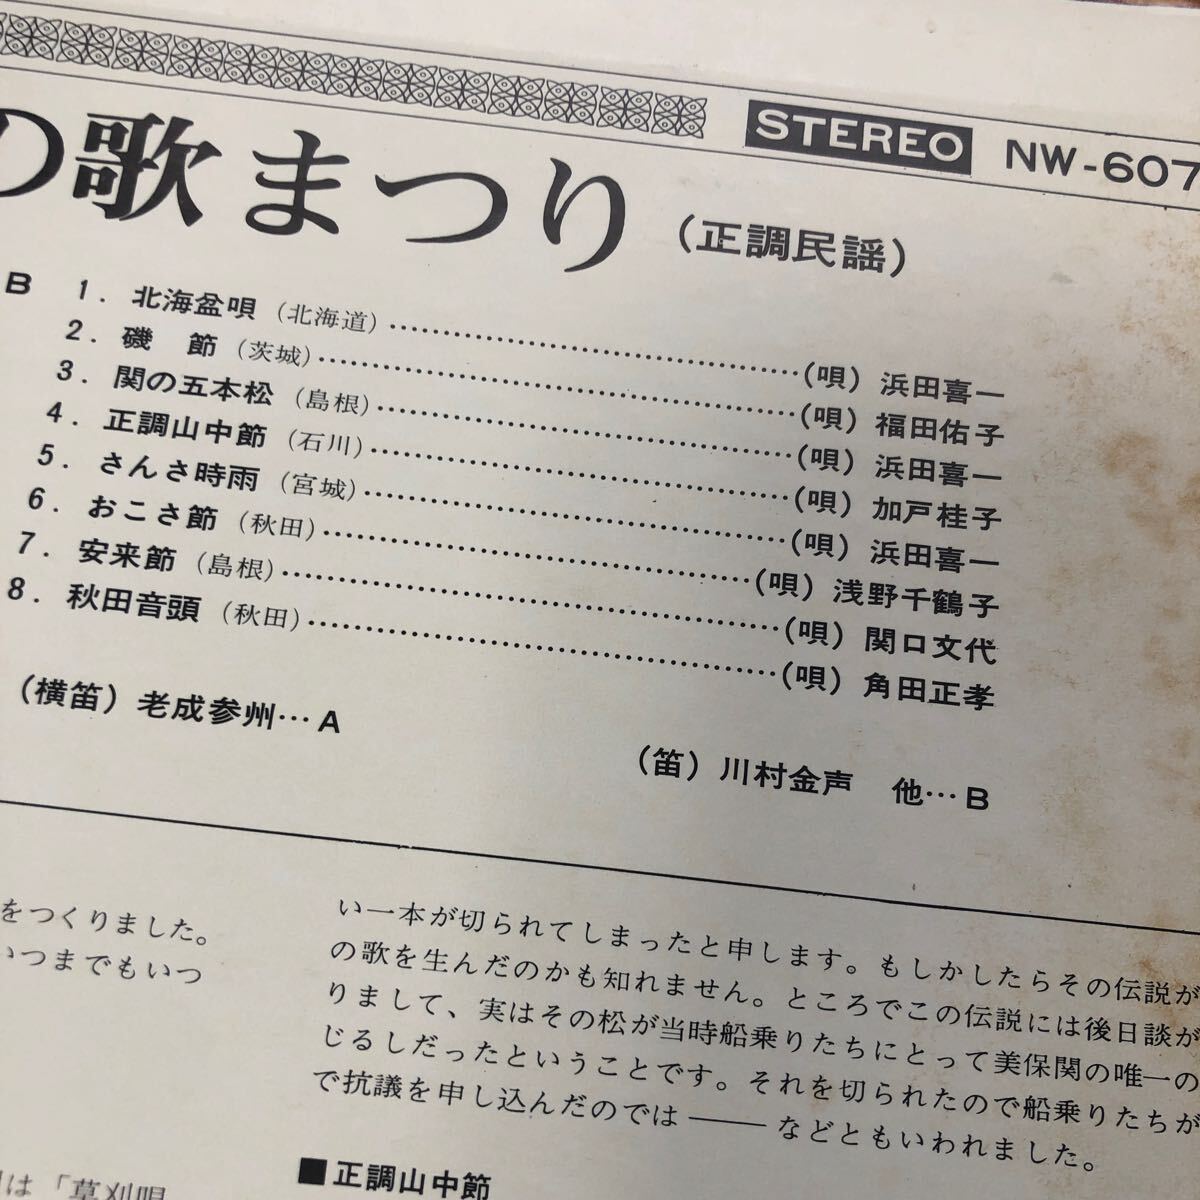 STEREO NW-607
の歌まつり (正調民謡)
B 1. 北海盆唄 (北海道)……(唄) 浜田喜一
2. 磯 節 (茨城)……(唄) 福田佑子
3. 関の五本松 (島根)……(唄) 浜田喜一
4. 正調山中節 (石川)……(唄) 加戸桂子
5. さんさ時雨 (宮城)……(唄) 浜田喜一
6. おこさ節 (秋田)……(唄) 浅野千鶴子
7. 安来節 (島根)……(唄) 関口文代
8. 秋田音頭 (秋田)……(唄) 角田正孝
(横笛) 老成参州…A
(笛) 川村金声 他…B
をつくりました。
いつまでもいつ
は「草刈唄
い一本が切られてしまったと申します。もしかしたらその伝説が
の歌を生んだのかも知れません。ところでこの伝説には後日談が
りまして、実はその松が当時船乗りたちにとって美保関の唯一の
じるしだったということです。それを切られたので船乗りたちが
で抗議を申し込んだのでは――などともいわれました。
■正調山中節